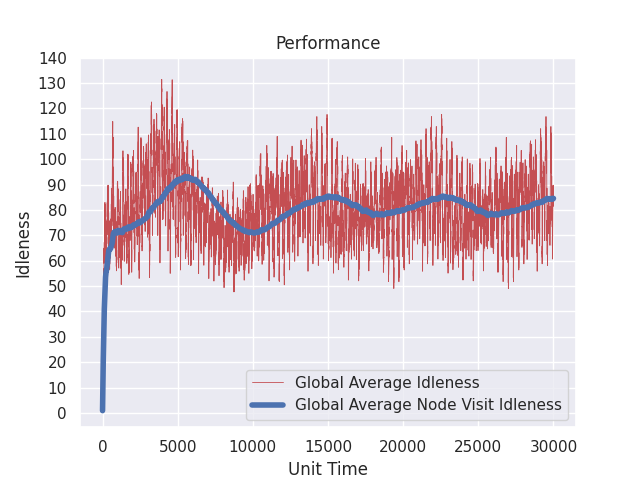 Performance
140
130
120
110
100
90
80
70
60
50
40
30
20
10
0
Idleness
0 5000 10000 15000 20000 25000 30000
Unit Time
Global Average Idleness
Global Average Node Visit Idleness